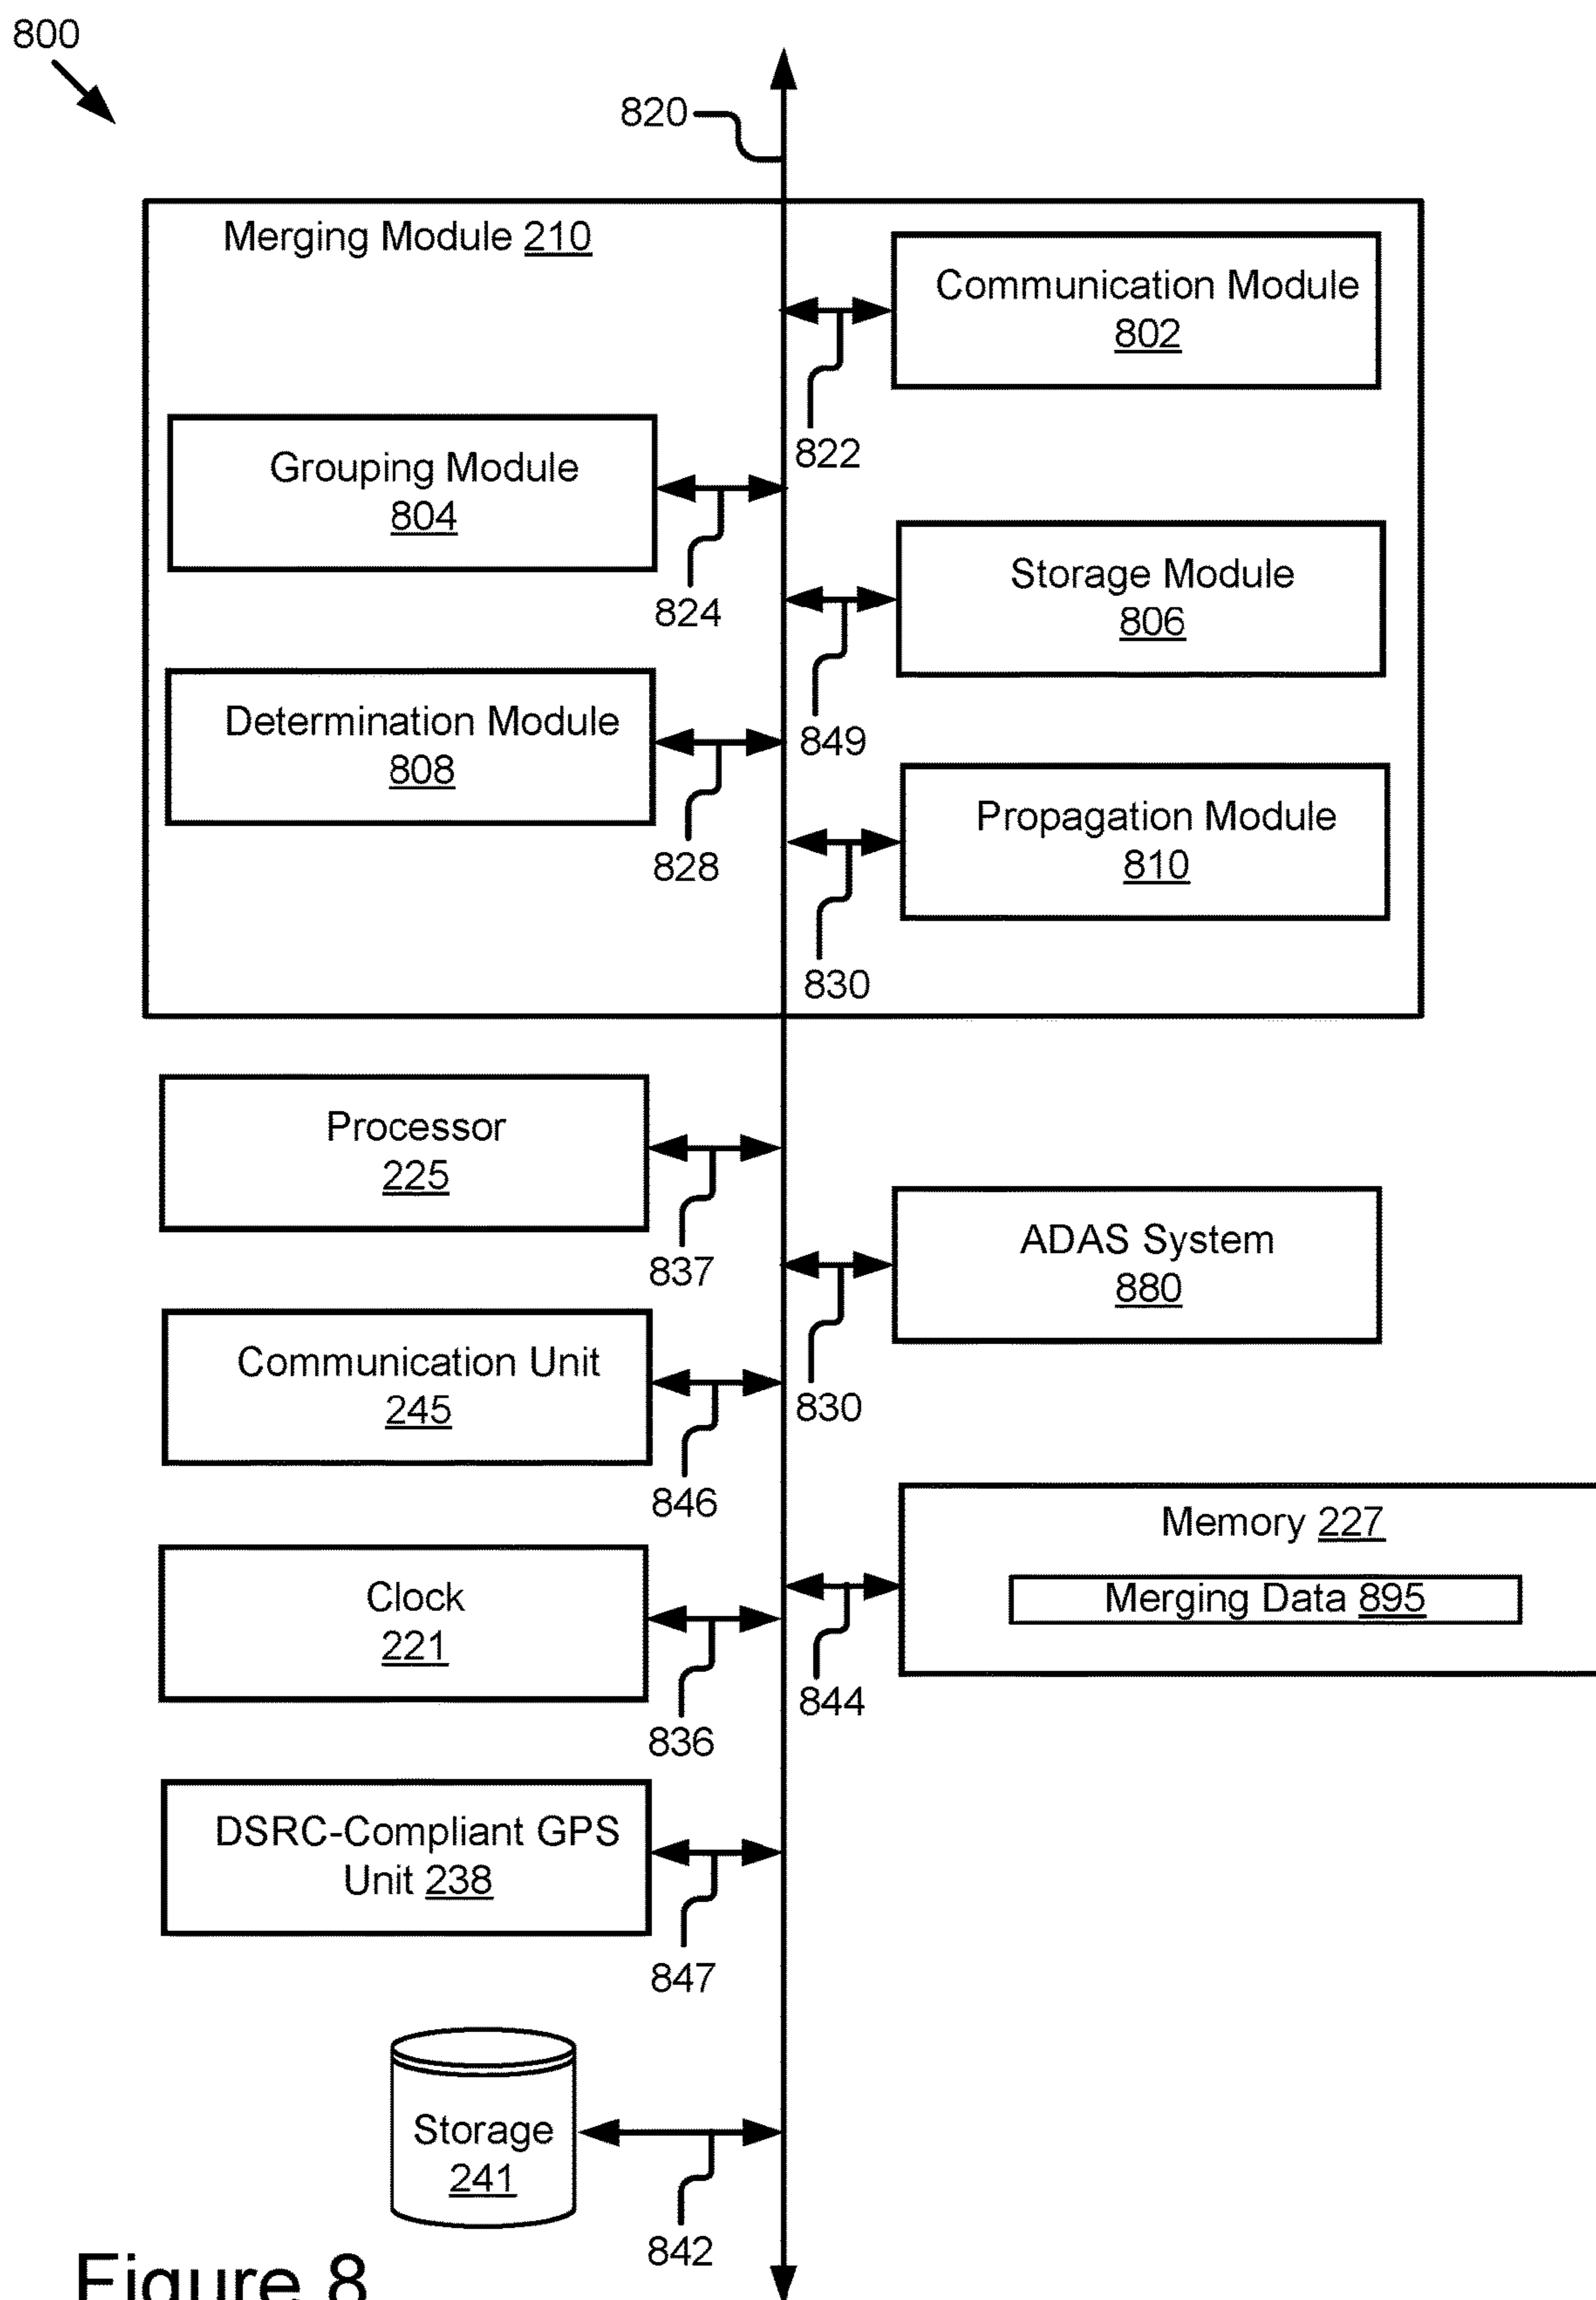 800
820
Merging Module 210
Communication Module
802
822
Grouping Module
804
824
Storage Module
806
849
Determination Module
808
828
Propagation Module
810
830
Processor
225
837
ADAS System
880
830
Communication Unit
245
846
Memory 227
Merging Data 895
844
Clock
221
836
DSRC-Compliant GPS
Unit 238
847
Storage
241
842
Figure 8